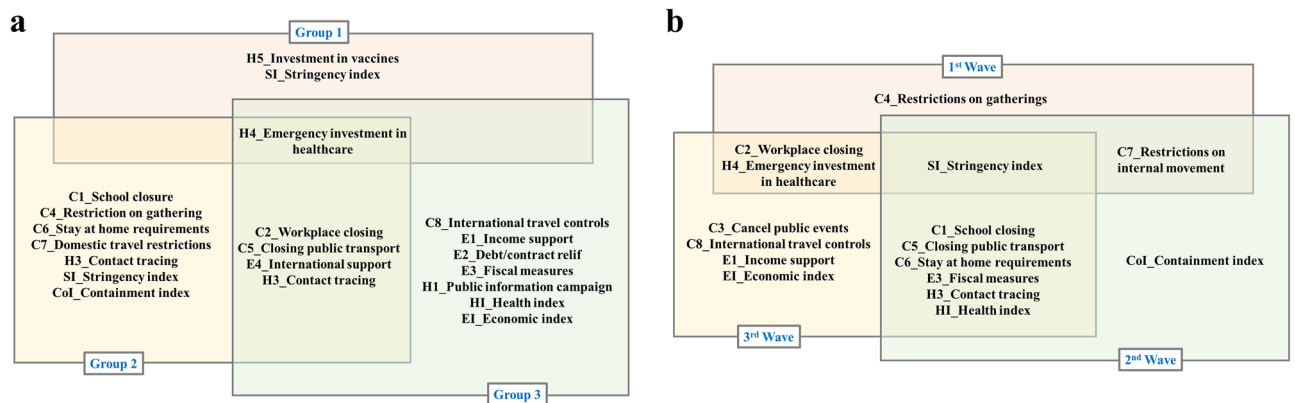 a
Group 1
H5_Investment in vaccines
SI_Stringency index
H4_Emergency investment in
healthcare
C1_School closure
C4_Restriction on gathering
C6_Stay at home requirements
C7_Domestic travel restrictions
H3_Contact tracing
SI_Stringency index
CoI_Containment index
C2_Workplace closing
C5_Closing public transport
E4_International support
H3_Contact tracing
C8_International travel controls
E1_Income support
E2_Debt/contract relif
E3_Fiscal measures
H1_Public information campaign
HI_Health index
EI_Economic index
Group 2
Group 3
b
1st Wave
C4_Restrictions on gatherings
C2_Workplace closing
H4_Emergency investment
in healthcare
SI_Stringency index
C7_Restrictions on
internal movement
C3_Cancel public events
C8_International travel controls
E1_Income support
EI_Economic index
C1_School closing
C5_Closing public transport
C6_Stay at home requirements
E3_Fiscal measures
H3_Contact tracing
HI_Health index
CoI_Containment index
3rd Wave
2nd Wave